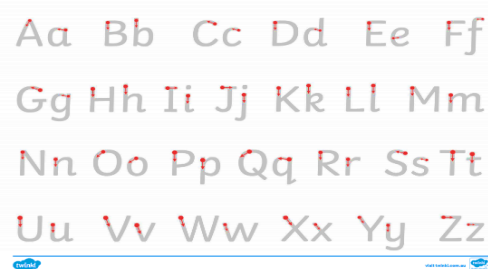 Aa Bb Cc Dd Ee Ff
Gg Hh Ii Jj Kk Ll Mm
Nn Oo Pp Qq Rr Ss Tt
Uu Vv Ww Xx Yy Zz
twinkl visit twinkl.com.au twinkl